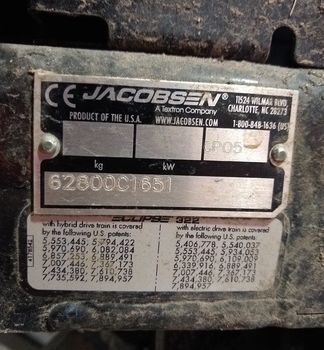 CE JACOBSEN®
A Textron Company
11524 WILMAR BLVD.
CHARLOTTE, NC 28273
PRODUCT OF THE U.S.A.
WWW.JACOBSEN.COM
1-800-848-1636 (US)
kg
kW
6280001651
ECLIPSE 322
with hybrid drive train is covered by
the following U.S. patents:
5,553,445, 5,794,422
5,970,690, 6,082,084
6,857,253, 6,889,491
7,007,446, 7,367,173
7,434,380, 7,610,738
7,735,592, 7,894,957
with electric drive train is covered by
the following U.S. patents:
5,406,778, 5,540,037
5,553,445, 5,934,053
5,970,690, 6,109,009
6,339,916, 6,889,491
7,007,446, 7,367,173
7,434,380, 7,610,738
7,894,957